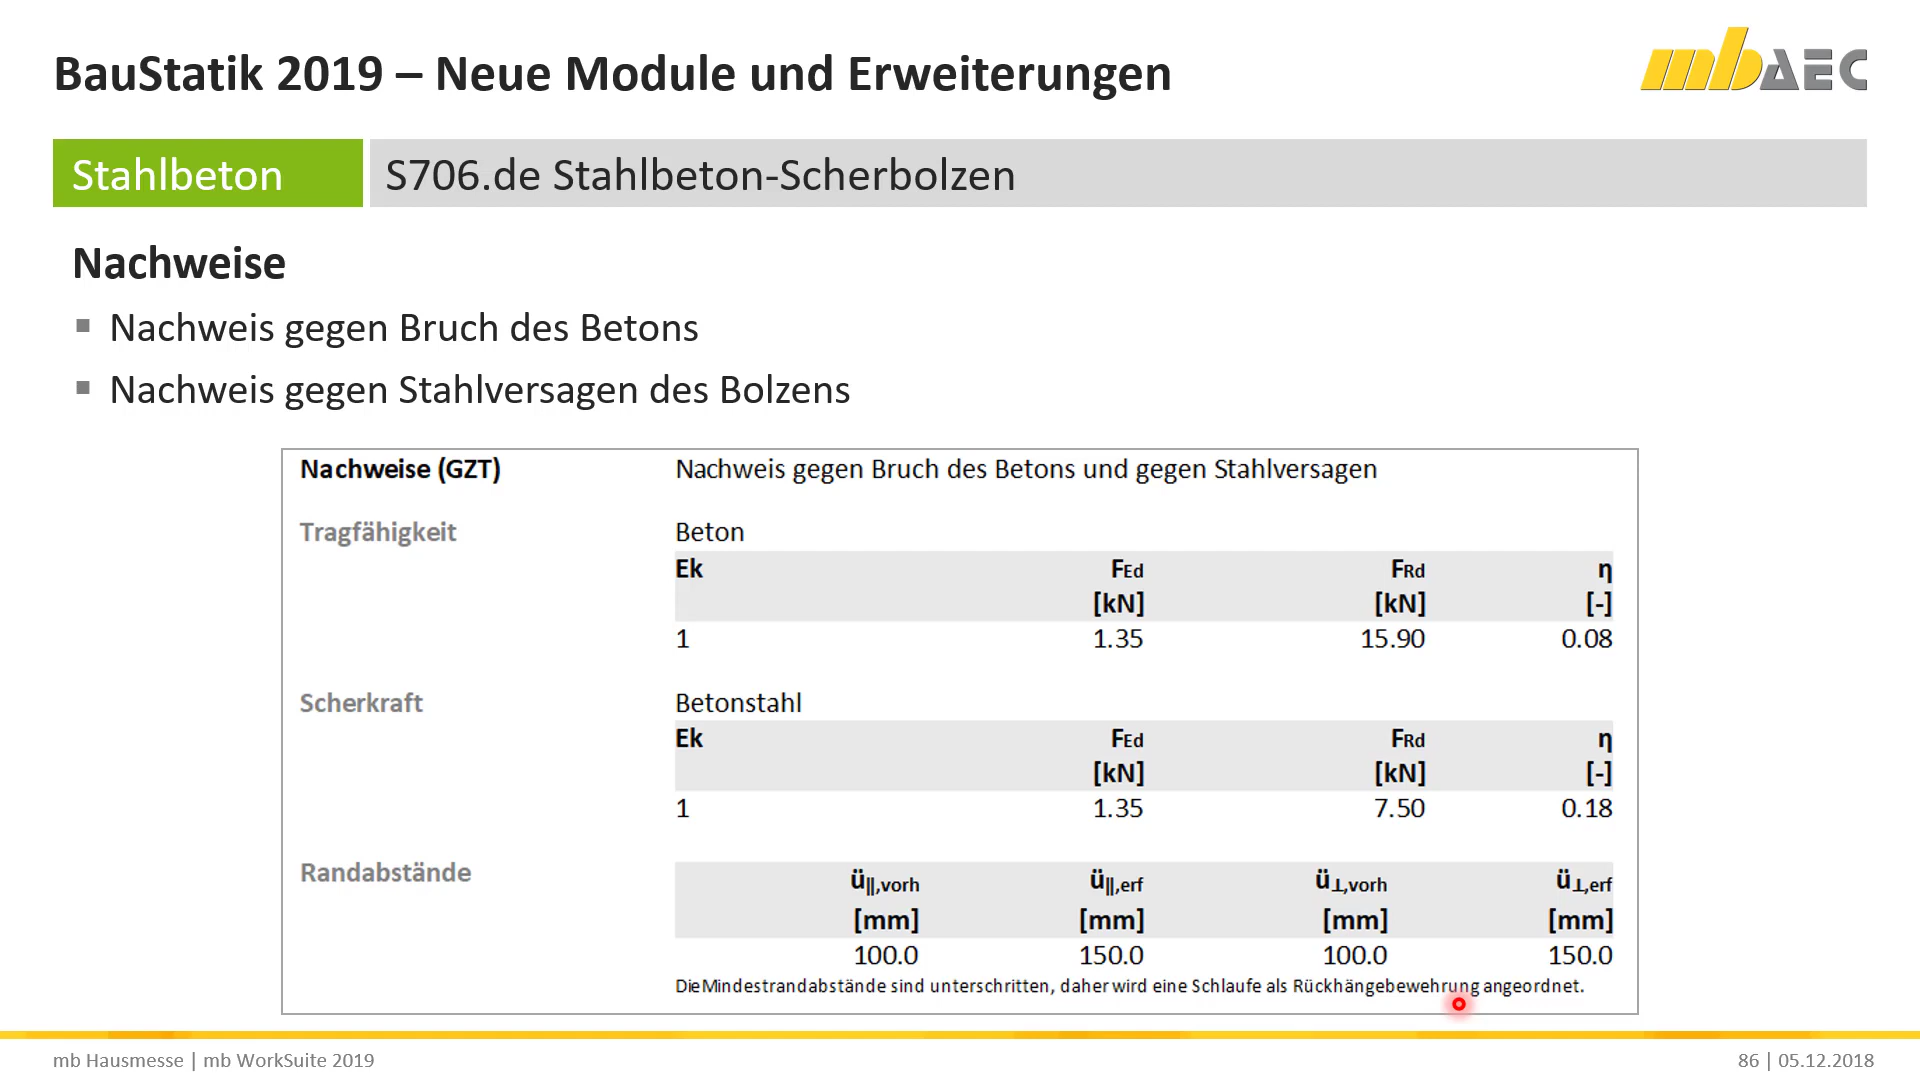 BauStatik 2019 – Neue Module und Erweiterungen
mbAEC
Stahlbeton S706.de Stahlbeton-Scherbolzen
Nachweise
▪ Nachweis gegen Bruch des Betons
▪ Nachweis gegen Stahlversagen des Bolzens
Nachweise (GZT) Nachweis gegen Bruch des Betons und gegen Stahlversagen
Tragfähigkeit Beton
Ek FEd FRd η
[kN] [kN] [-]
1 1.35 15.90 0.08
Scherkraft Betonstahl
Ek FEd FRd η
[kN] [kN] [-]
1 1.35 7.50 0.18
Randabstände ü∥,vorh ü∥,erf ü⊥,vorh ü⊥,erf
[mm] [mm] [mm] [mm]
100.0 150.0 100.0 150.0
Die Mindestrandabstände sind unterschritten, daher wird eine Schlaufe als Rückhängebewehrung angeordnet.
mb Hausmesse | mb WorkSuite 2019 86 | 05.12.2018